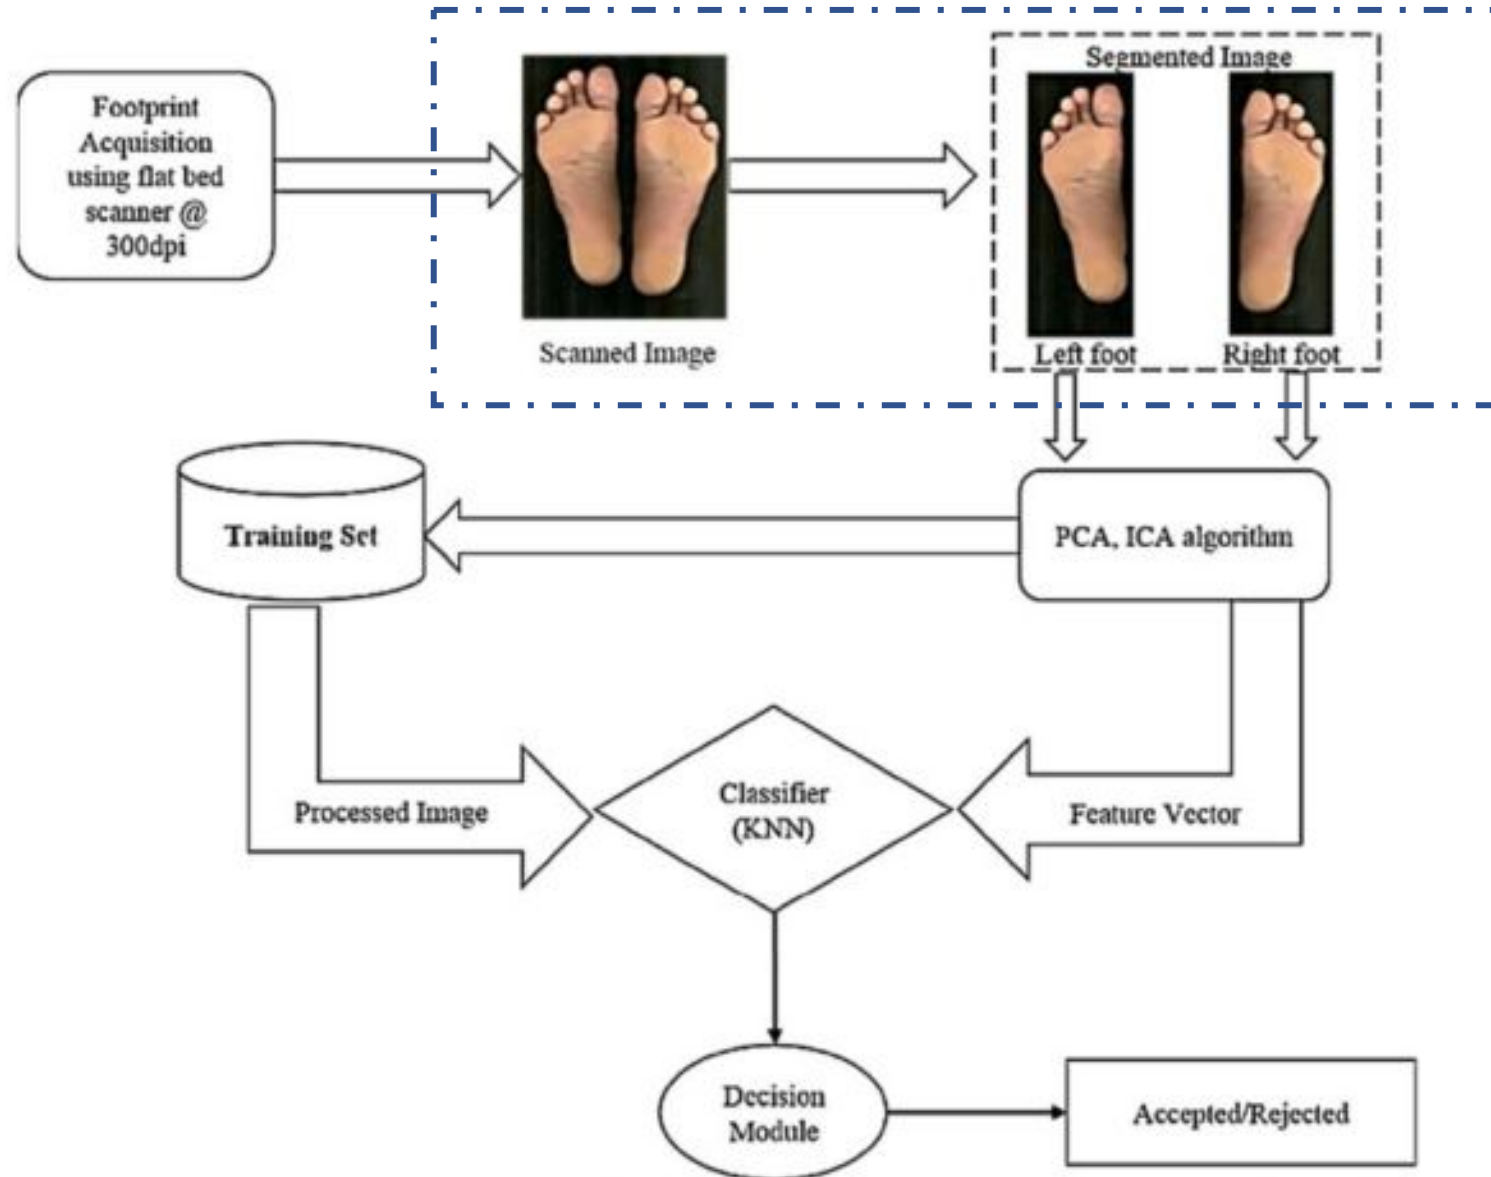 Footprint
Acquisition
using flat bed
scanner @
300dpi
Scanned Image
Segmented Image
Left foot
Right foot
Training Set
PCA, ICA algorithm
Processed Image
Classifier
(KNN)
Feature Vector
Decision
Module
Accepted/Rejected